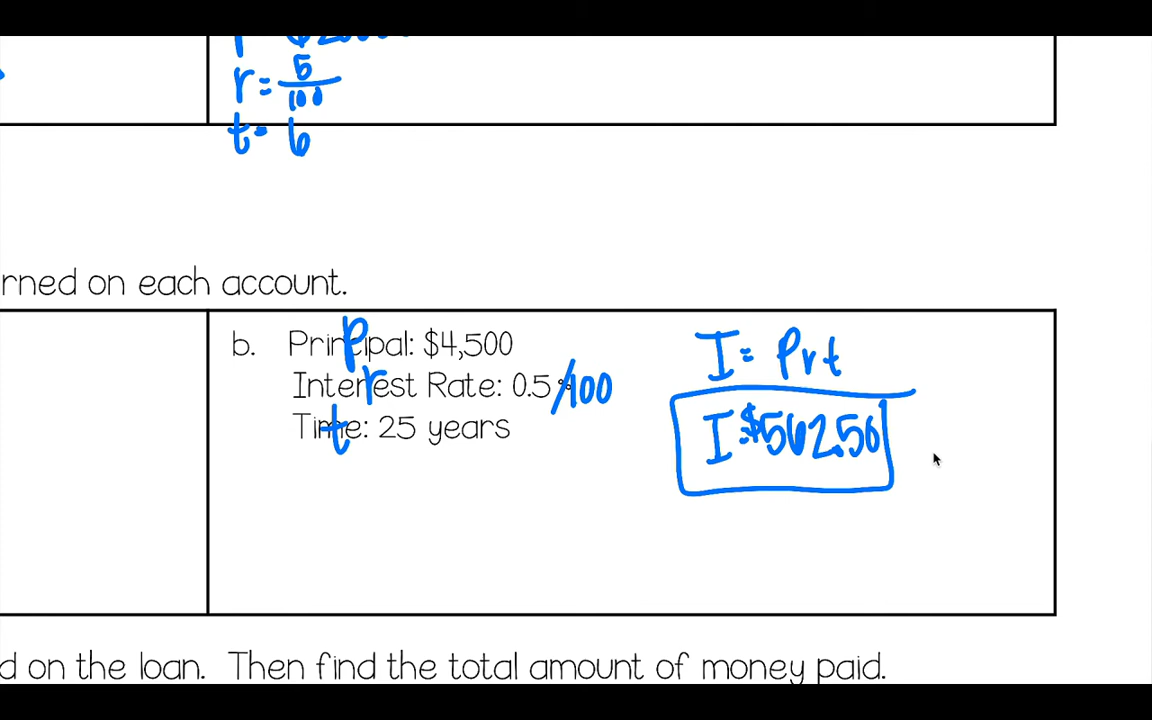 r = 5/100
t = 6
rned on each account.
b. Principal: $4,500
p
Interest Rate: 0.5%
r /100
Time: 25 years
t
I = Prt
I = $562.50
d on the loan. Then find the total amount of money paid.